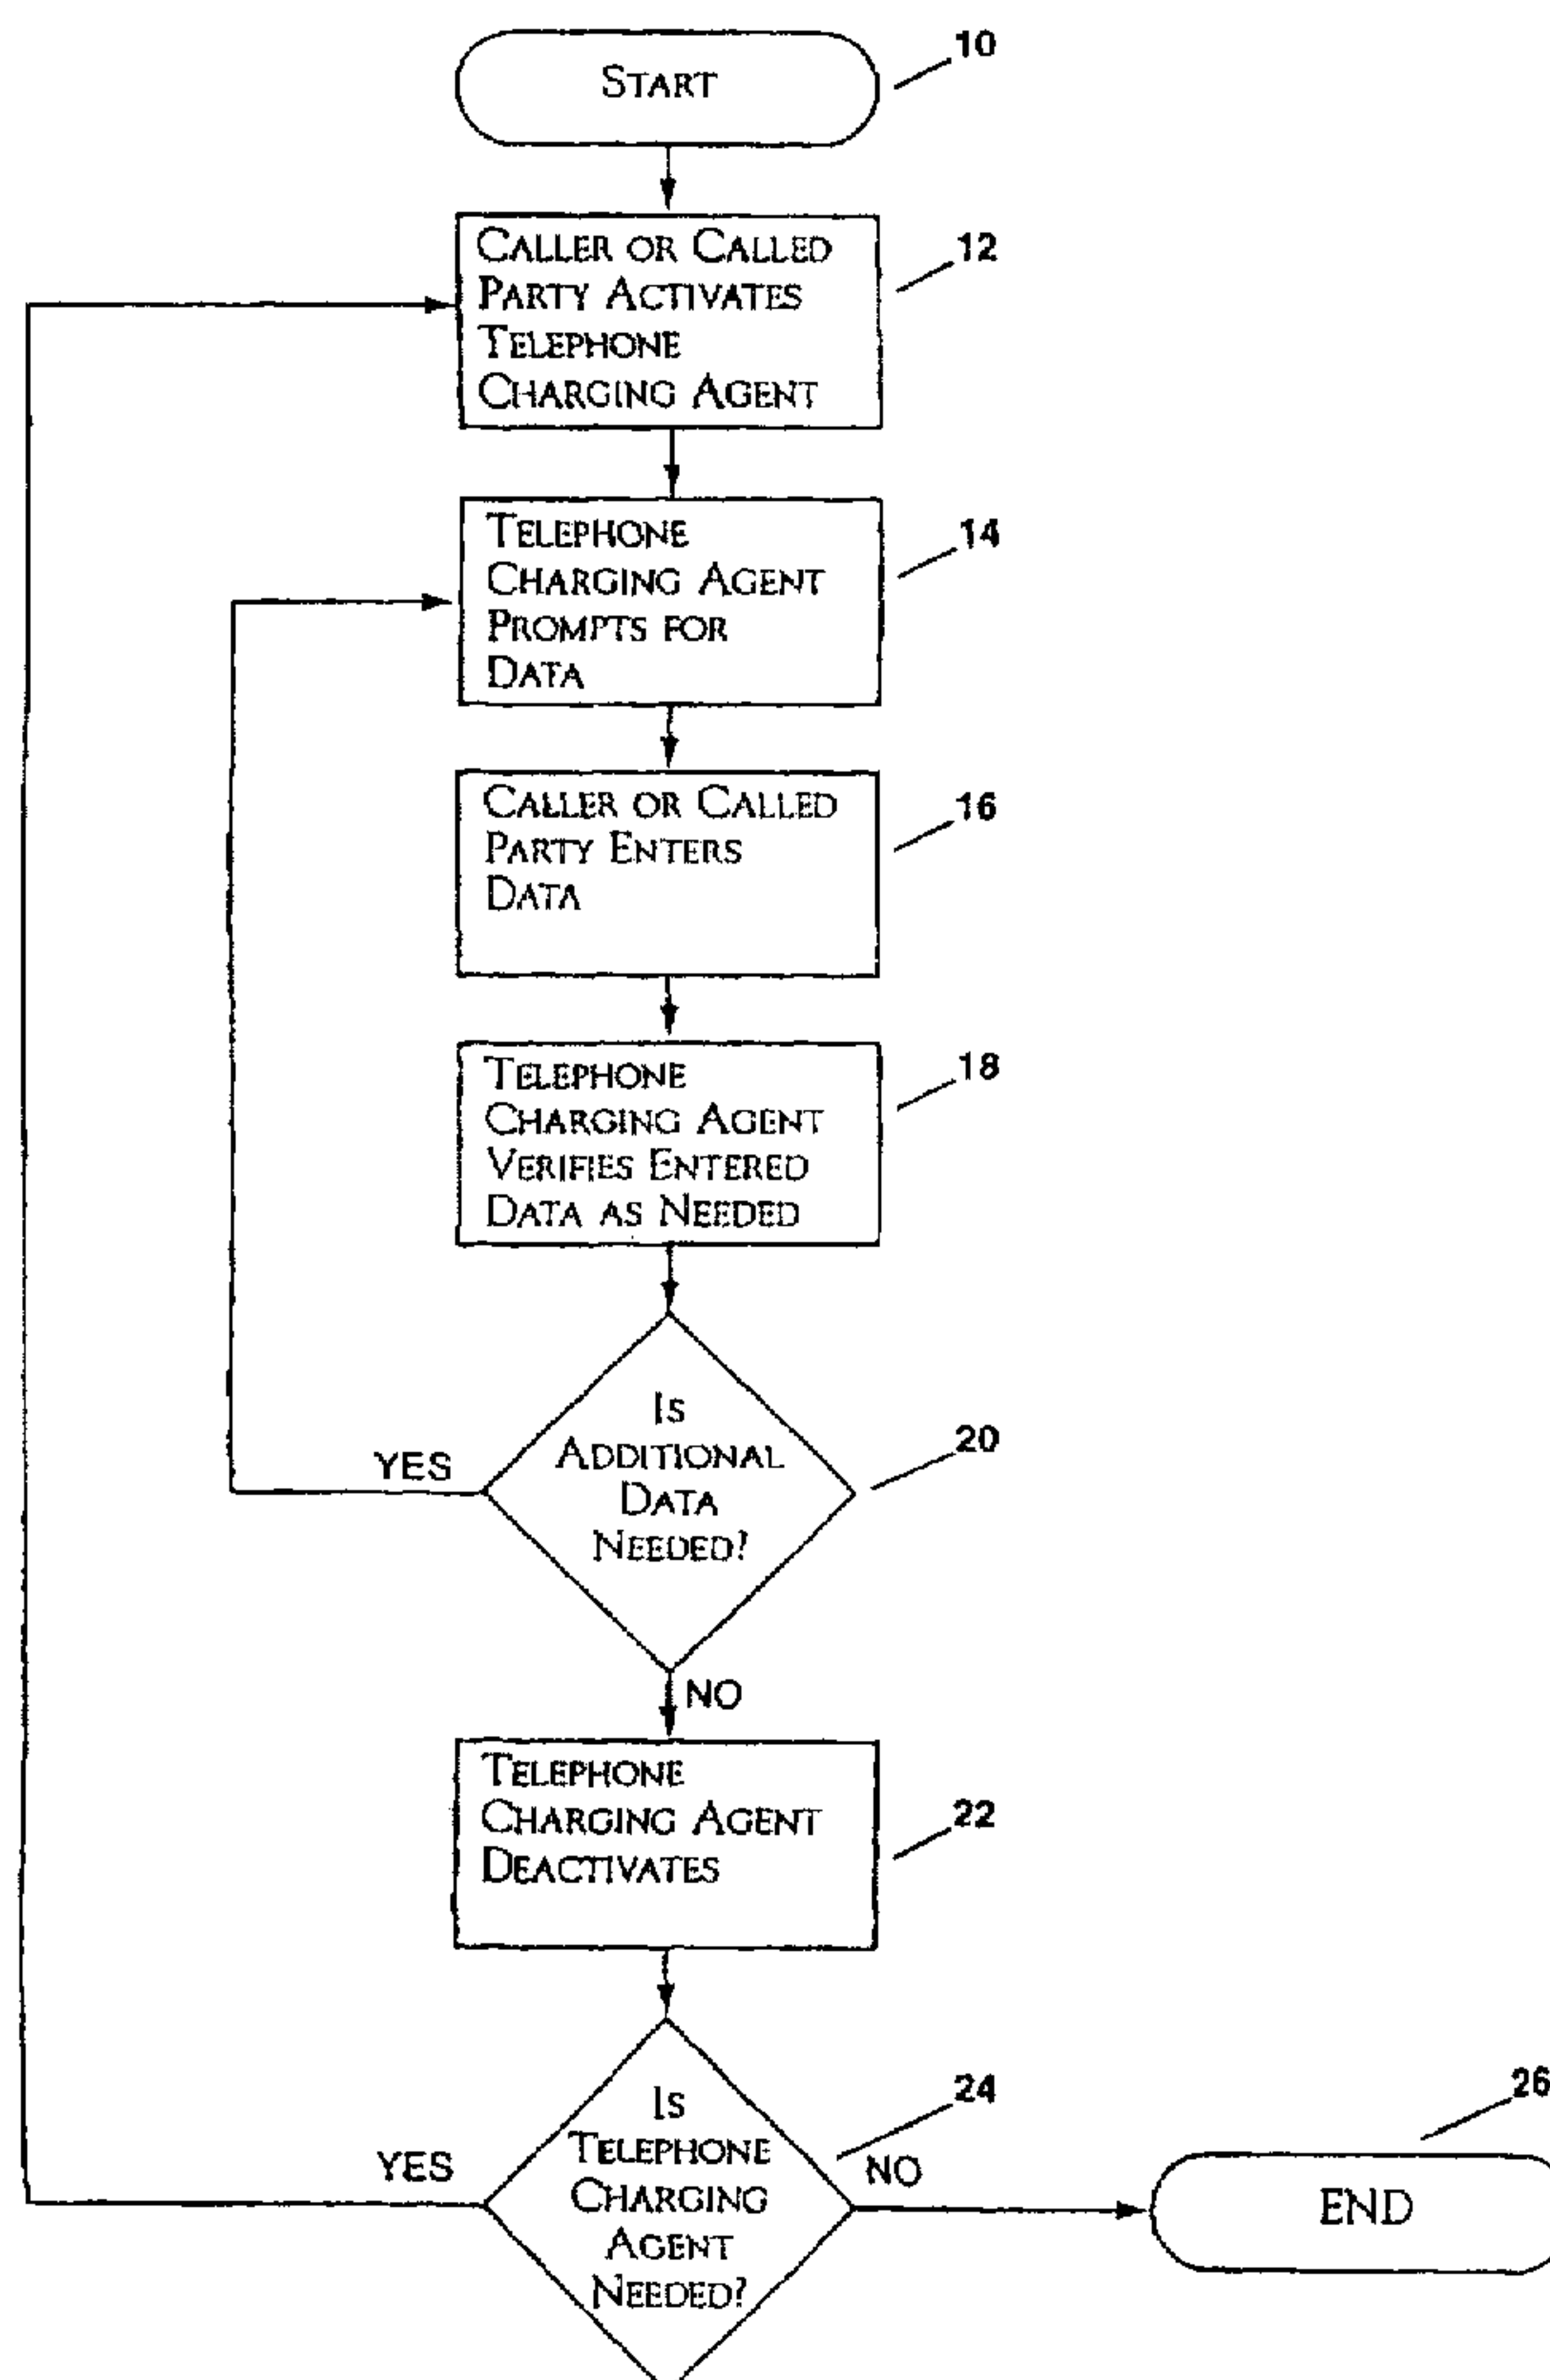 START
10
CALLER OR CALLED
PARTY ACTIVATES
TELEPHONE
CHARGING AGENT
12
TELEPHONE
CHARGING AGENT
PROMPTS FOR
DATA
14
CALLER OR CALLED
PARTY ENTERS
DATA
16
TELEPHONE
CHARGING AGENT
VERIFIES ENTERED
DATA AS NEEDED
18
IS
ADDITIONAL
DATA
NEEDED?
20
YES
NO
TELEPHONE
CHARGING AGENT
DEACTIVATES
22
IS
TELEPHONE
CHARGING
AGENT
NEEDED?
24
YES
NO
END
26